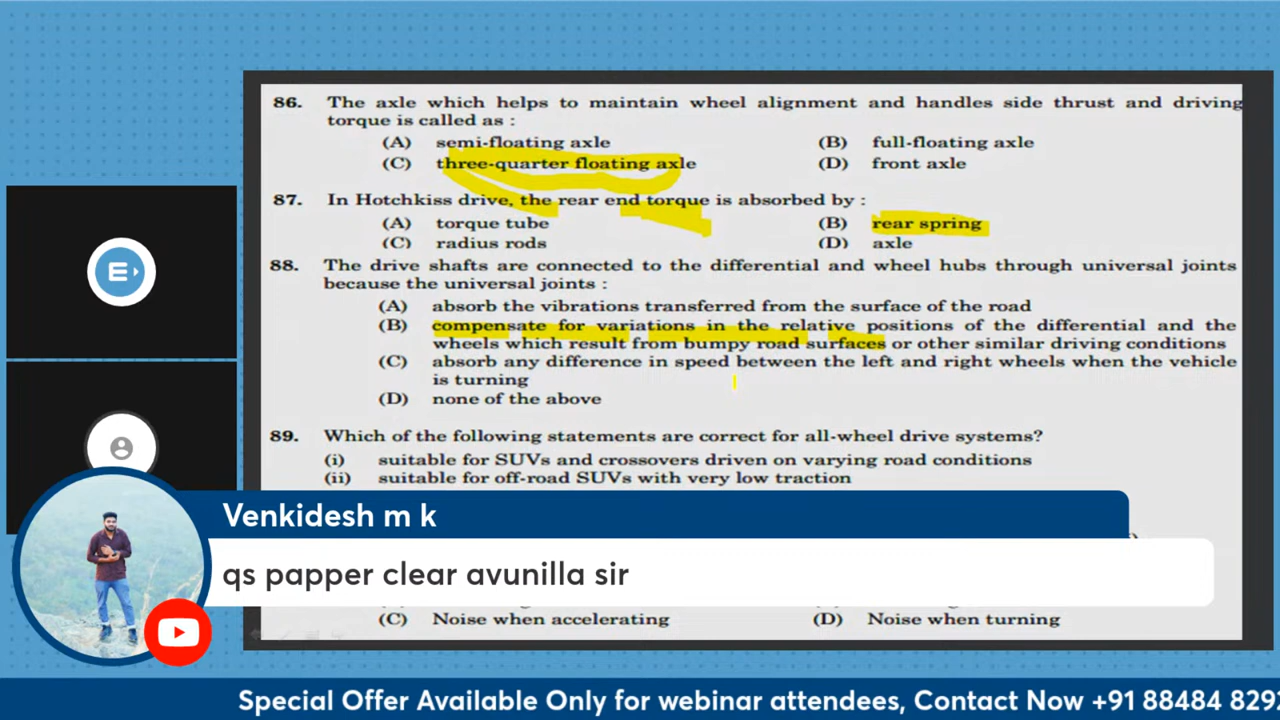 86. The axle which helps to maintain wheel alignment and handles side thrust and driving
torque is called as :
(A) semi-floating axle (B) full-floating axle
(C) three-quarter floating axle (D) front axle
87. In Hotchkiss drive, the rear end torque is absorbed by :
(A) torque tube (B) rear spring
(C) radius rods (D) axle
88. The drive shafts are connected to the differential and wheel hubs through universal joints
because the universal joints :
(A) absorb the vibrations transferred from the surface of the road
(B) compensate for variations in the relative positions of the differential and the
wheels which result from bumpy road surfaces or other similar driving conditions
(C) absorb any difference in speed between the left and right wheels when the vehicle
is turning
(D) none of the above
89. Which of the following statements are correct for all-wheel drive systems?
(i) suitable for SUVs and crossovers driven on varying road conditions
(ii) suitable for off-road SUVs with very low traction
Venkidesh m k
qs papper clear avunilla sir
(C) Noise when accelerating (D) Noise when turning
Special Offer Available Only for webinar attendees, Contact Now +91 88484 829